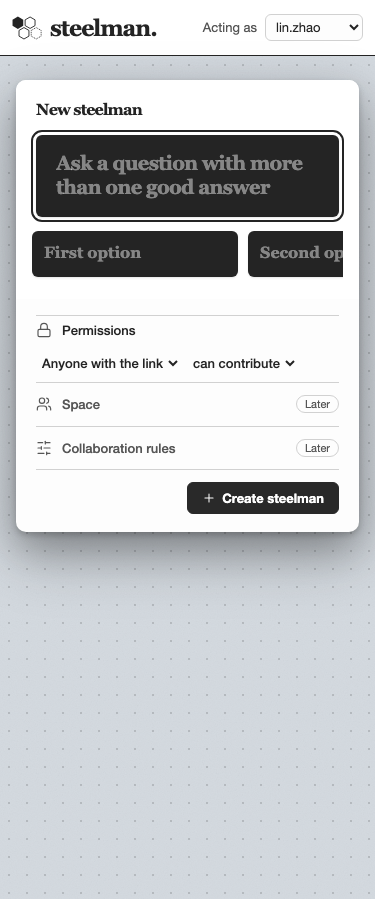 steelman.
Acting as
lin.zhao
New steelman
Ask a question with more
than one good answer
First option
Second op
Permissions
Anyone with the link
can contribute
Space
Later
Collaboration rules
Later
Create steelman